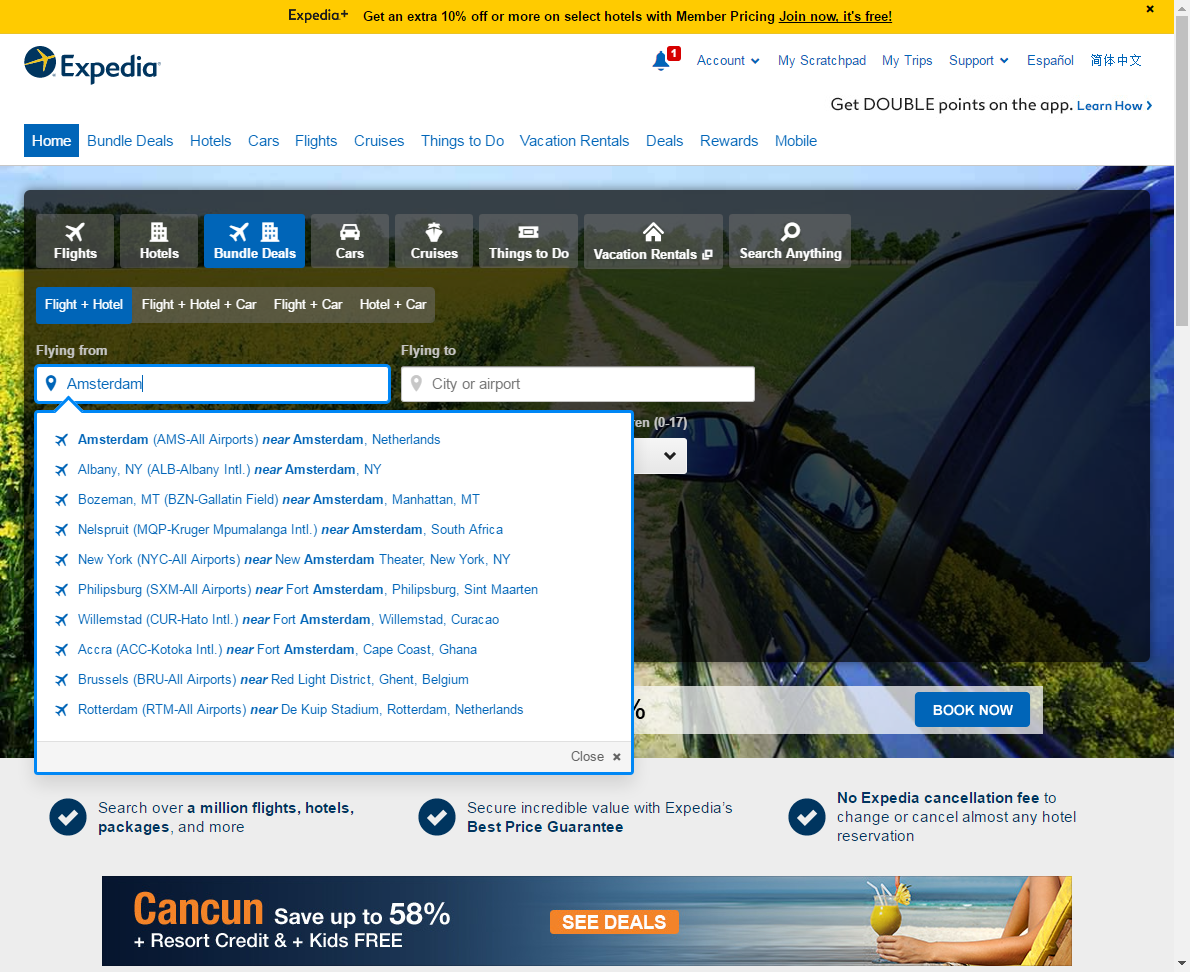 Expedia+ Get an extra 10% off or more on select hotels with Member Pricing Join now, it's free!
Expedia
1
Account
My Scratchpad
My Trips
Support
Español
简体中文
Get DOUBLE points on the app. Learn How
Home
Bundle Deals
Hotels
Cars
Flights
Cruises
Things to Do
Vacation Rentals
Deals
Rewards
Mobile
Flights
Hotels
Bundle Deals
Cars
Cruises
Things to Do
Vacation Rentals
Search Anything
Flight + Hotel
Flight + Hotel + Car
Flight + Car
Hotel + Car
Flying from
Flying to
Amsterdam
City or airport
ren (0-17)
Amsterdam (AMS-All Airports) near Amsterdam, Netherlands
Albany, NY (ALB-Albany Intl.) near Amsterdam, NY
Bozeman, MT (BZN-Gallatin Field) near Amsterdam, Manhattan, MT
Nelspruit (MQP-Kruger Mpumalanga Intl.) near Amsterdam, South Africa
New York (NYC-All Airports) near New Amsterdam Theater, New York, NY
Philipsburg (SXM-All Airports) near Fort Amsterdam, Philipsburg, Sint Maarten
Willemstad (CUR-Hato Intl.) near Fort Amsterdam, Willemstad, Curacao
Accra (ACC-Kotoka Intl.) near Fort Amsterdam, Cape Coast, Ghana
Brussels (BRU-All Airports) near Red Light District, Ghent, Belgium
Rotterdam (RTM-All Airports) near De Kuip Stadium, Rotterdam, Netherlands
Close
%
BOOK NOW
Search over a million flights, hotels,
packages, and more
Secure incredible value with Expedia’s
Best Price Guarantee
No Expedia cancellation fee to
change or cancel almost any hotel
reservation
Cancun Save up to 58%
+ Resort Credit & + Kids FREE
SEE DEALS